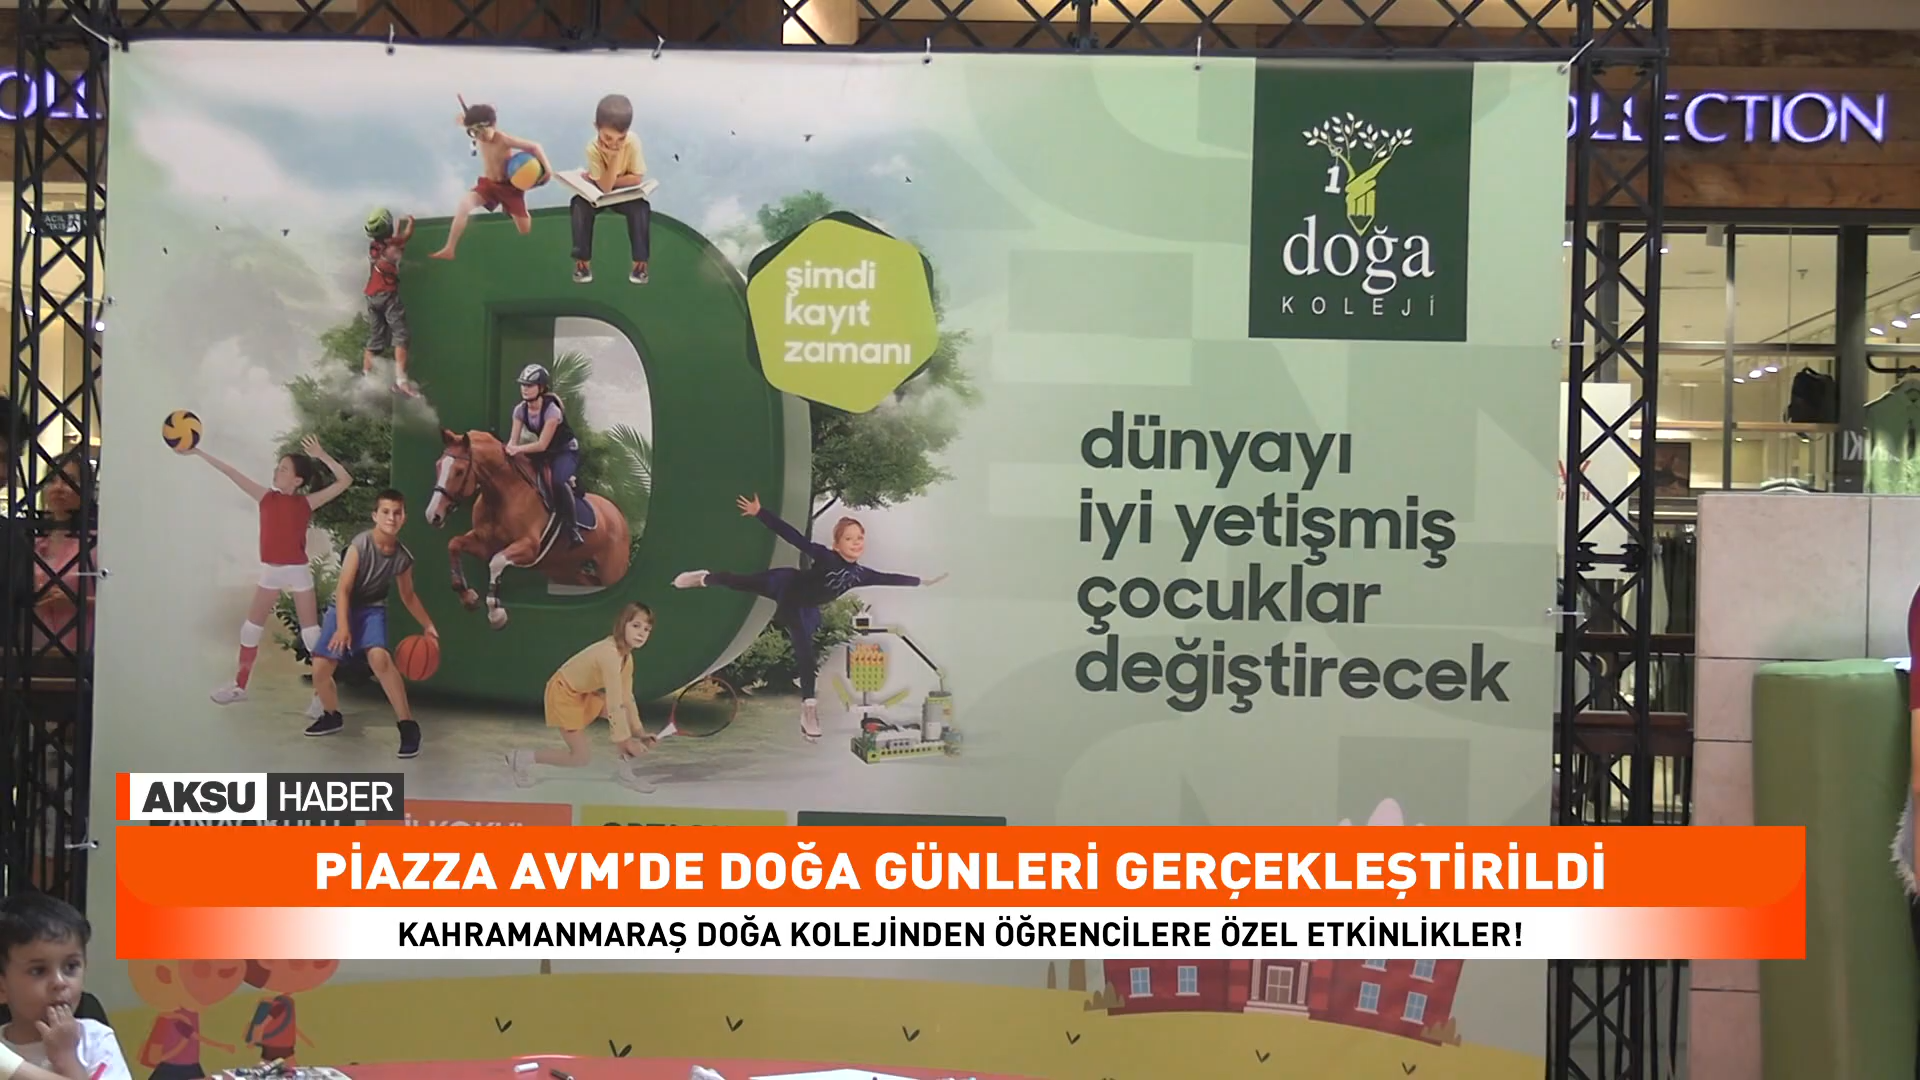 LLECTION
ACİL
doğa
KOLEJİ
şimdi
kayıt
zamanı
dünyayı
iyi yetişmiş
çocuklar
değiştirecek
AKSU HABER
PİAZZA AVM'DE DOĞA GÜNLERİ GERÇEKLEŞTİRİLDİ
KAHRAMANMARAŞ DOĞA KOLEJİNDEN ÖĞRENCİLERE ÖZEL ETKİNLİKLER!